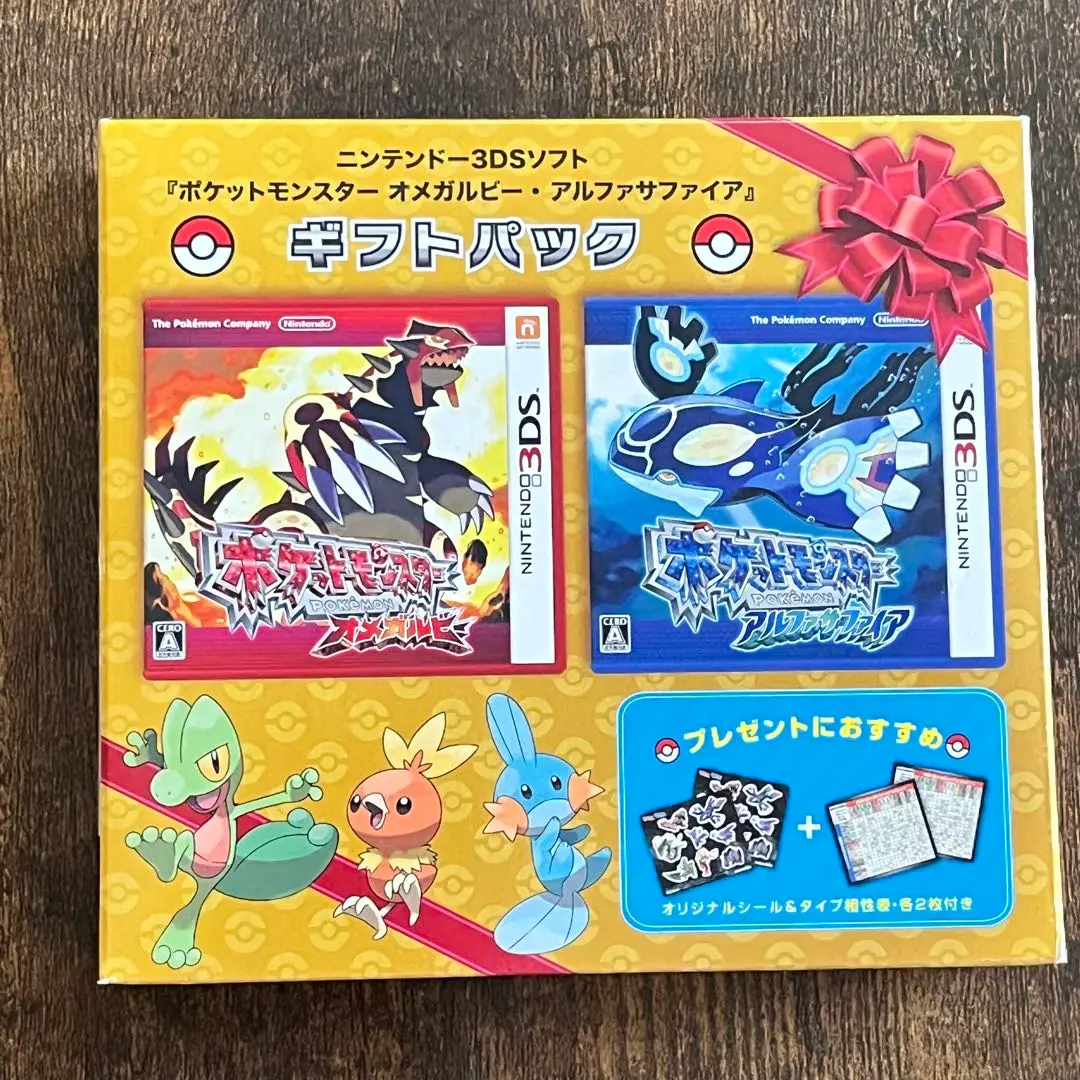 ニンテンドー3DSソフト
『ポケットモンスター オメガルビー・アルファサファイア』
ギフトパック
The Pokémon Company Nintendo
NINTENDO 3DS
ポケットモンスター
POKÉMON
オメガルビー
CERO
A
The Pokémon Company Nintendo
NINTENDO 3DS
ポケットモンスター
POKÉMON
アルファサファイア
CERO
A
プレゼントにおすすめ
+
オリジナルシール&タイプ相性表・各2枚付き